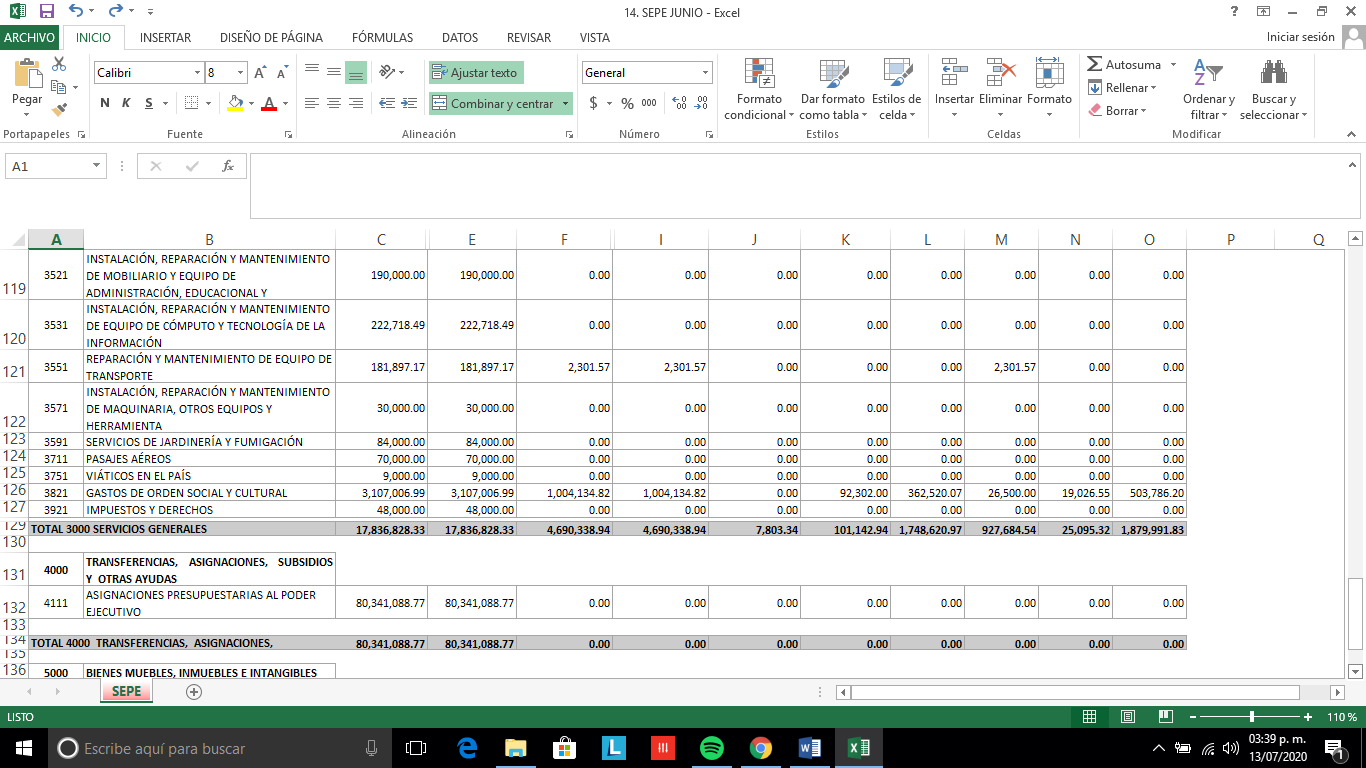 14. SEPE JUNIO - Excel
?
ARCHIVO INICIO INSERTAR DISEÑO DE PÁGINA FÓRMULAS DATOS REVISAR VISTA Iniciar sesión
Calibri 8 Ajustar texto General Autosuma
Pegar N K S A Combinar y centrar $ % 000 Formato condicional Dar formato como tabla Estilos de celda Insertar Eliminar Formato Rellenar Borrar Ordenar y filtrar Buscar y seleccionar
Portapapeles Fuente Alineación Número Estilos Celdas Modificar
A1 fx
A B C E F I J K L M N O P Q
119 3521 INSTALACIÓN, REPARACIÓN Y MANTENIMIENTO
DE MOBILIARIO Y EQUIPO DE 190,000.00 190,000.00 0.00 0.00 0.00 0.00 0.00 0.00 0.00 0.00
ADMINISTRACIÓN, EDUCACIONAL Y
120 3531 INSTALACIÓN, REPARACIÓN Y MANTENIMIENTO
DE EQUIPO DE CÓMPUTO Y TECNOLOGÍA DE LA 222,718.49 222,718.49 0.00 0.00 0.00 0.00 0.00 0.00 0.00 0.00
INFORMACIÓN
121 3551 REPARACIÓN Y MANTENIMIENTO DE EQUIPO DE
TRANSPORTE 181,897.17 181,897.17 2,301.57 2,301.57 0.00 0.00 0.00 2,301.57 0.00 0.00
122 3571 INSTALACIÓN, REPARACIÓN Y MANTENIMIENTO
DE MAQUINARIA, OTROS EQUIPOS Y 30,000.00 30,000.00 0.00 0.00 0.00 0.00 0.00 0.00 0.00 0.00
HERRAMIENTA
123 3591 SERVICIOS DE JARDINERÍA Y FUMIGACIÓN 84,000.00 84,000.00 0.00 0.00 0.00 0.00 0.00 0.00 0.00 0.00
124 3711 PASAJES AÉREOS 70,000.00 70,000.00 0.00 0.00 0.00 0.00 0.00 0.00 0.00 0.00
125 3751 VIÁTICOS EN EL PAÍS 9,000.00 9,000.00 0.00 0.00 0.00 0.00 0.00 0.00 0.00 0.00
126 3821 GASTOS DE ORDEN SOCIAL Y CULTURAL 3,107,006.99 3,107,006.99 1,004,134.82 1,004,134.82 0.00 92,302.00 362,520.07 26,500.00 19,026.55 503,786.20
127 3921 IMPUESTOS Y DERECHOS 48,000.00 48,000.00 0.00 0.00 0.00 0.00 0.00 0.00 0.00 0.00
129 TOTAL 3000 SERVICIOS GENERALES 17,836,828.33 17,836,828.33 4,690,338.94 4,690,338.94 7,803.34 101,142.94 1,748,620.97 927,684.54 25,095.32 1,879,991.83
130
131 4000 TRANSFERENCIAS, ASIGNACIONES, SUBSIDIOS
Y OTRAS AYUDAS
132 4111 ASIGNACIONES PRESUPUESTARIAS AL PODER
EJECUTIVO 80,341,088.77 80,341,088.77 0.00 0.00 0.00 0.00 0.00 0.00 0.00 0.00
133
134 TOTAL 4000 TRANSFERENCIAS, ASIGNACIONES, 80,341,088.77 80,341,088.77 0.00 0.00 0.00 0.00 0.00 0.00 0.00 0.00
135
136 5000 BIENES MUEBLES, INMUEBLES E INTANGIBLES
SEPE
LISTO 110 %
Escribe aquí para buscar
03:39 p. m.
13/07/2020
1